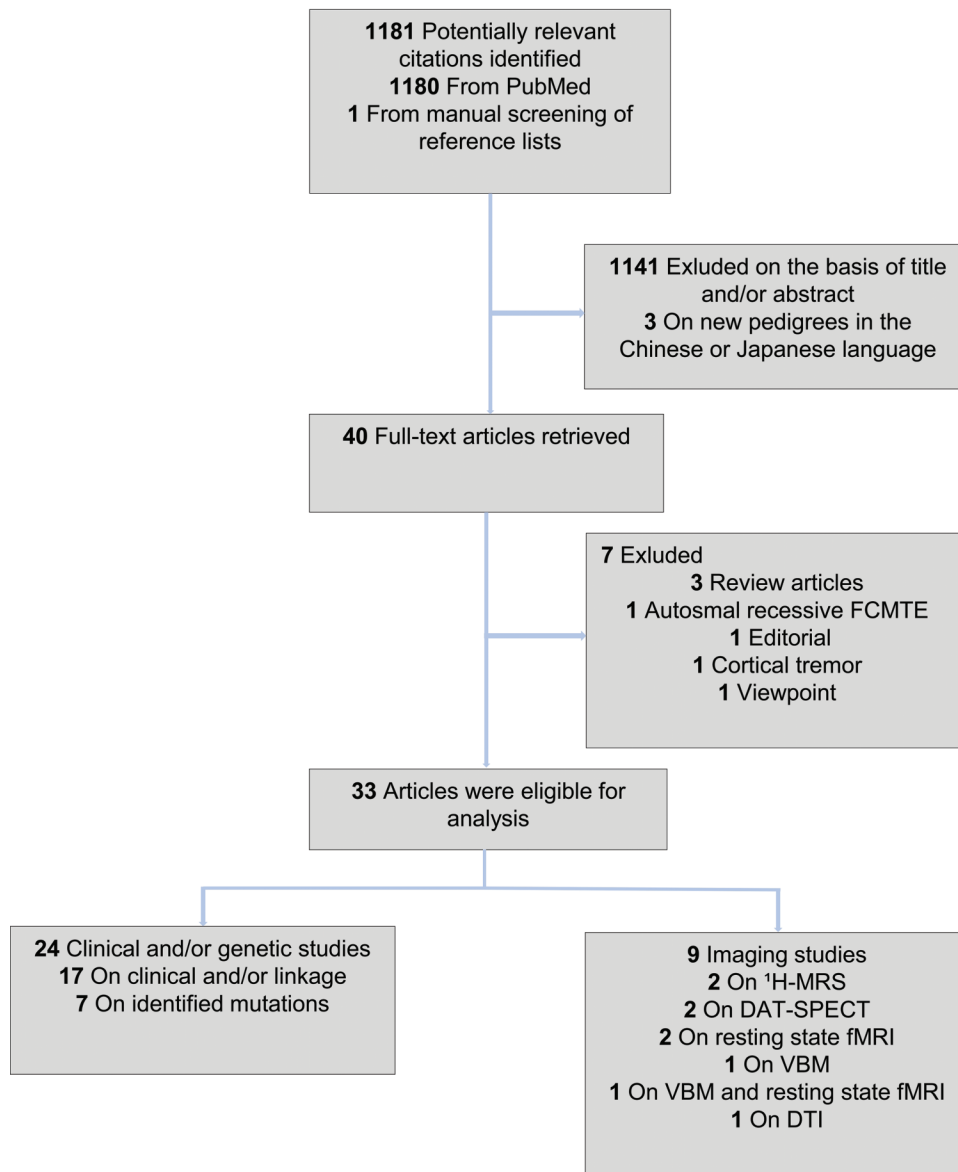 1181 Potentially relevant
citations identified
1180 From PubMed
1 From manual screening of
reference lists
1141 Exluded on the basis of title
and/or abstract
3 On new pedigrees in the
Chinese or Japanese language
40 Full-text articles retrieved
7 Exluded
3 Review articles
1 Autosmal recessive FCMTE
1 Editorial
1 Cortical tremor
1 Viewpoint
33 Articles were eligible for
analysis
24 Clinical and/or genetic studies
17 On clinical and/or linkage
7 On identified mutations
9 Imaging studies
2 On ¹H-MRS
2 On DAT-SPECT
2 On resting state fMRI
1 On VBM
1 On VBM and resting state fMRI
1 On DTI